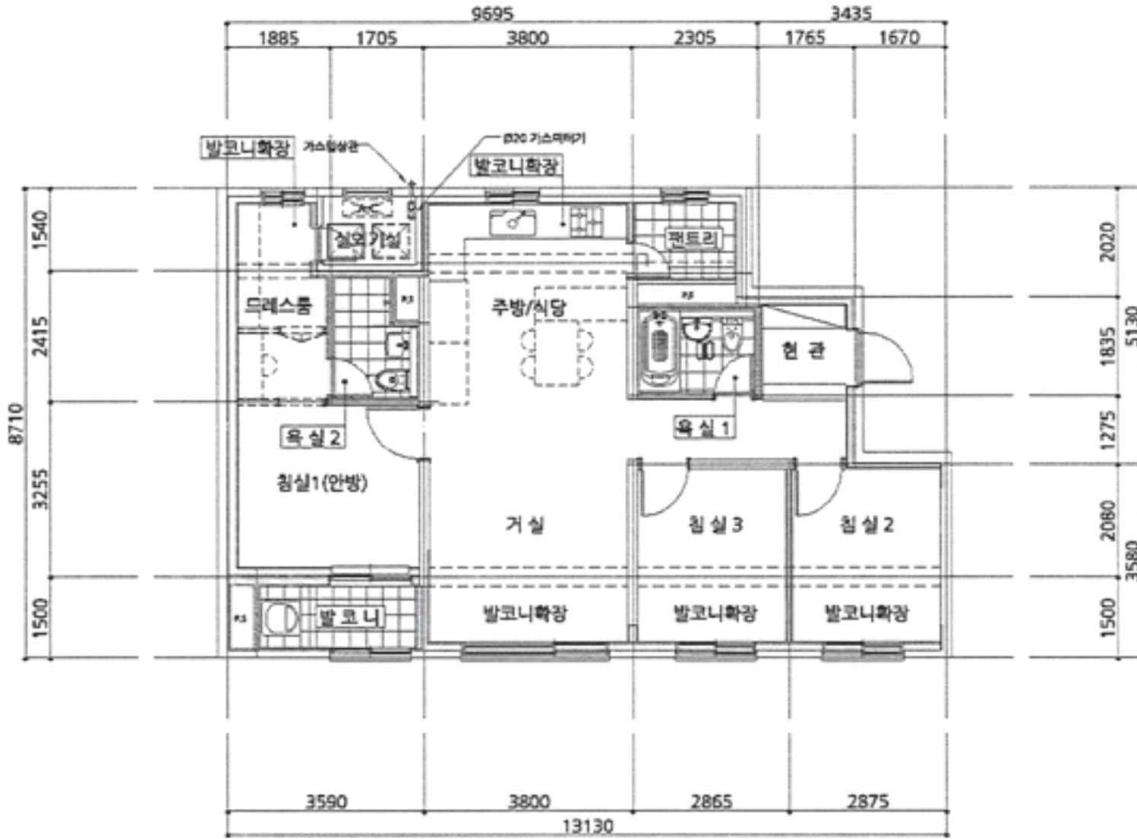 9695 3435
1885 1705 3800 2305 1765 1670
발코니확장 가스입상관 Ø20 가스미터기
발코니확장
A/C
실외기실 팬트리
1540 2020
드레스룸 P.S 주방/식당 P.S
2415 현 관 1835 5130
욕 실 2 욕 실 1 1275
8710
침실1(안방)
3255 거 실 침 실 3 침 실 2 2080
3580
P.S 발 코 니 발코니확장 발코니확장 발코니확장
1500 1500
3590 3800 2865 2875
13130